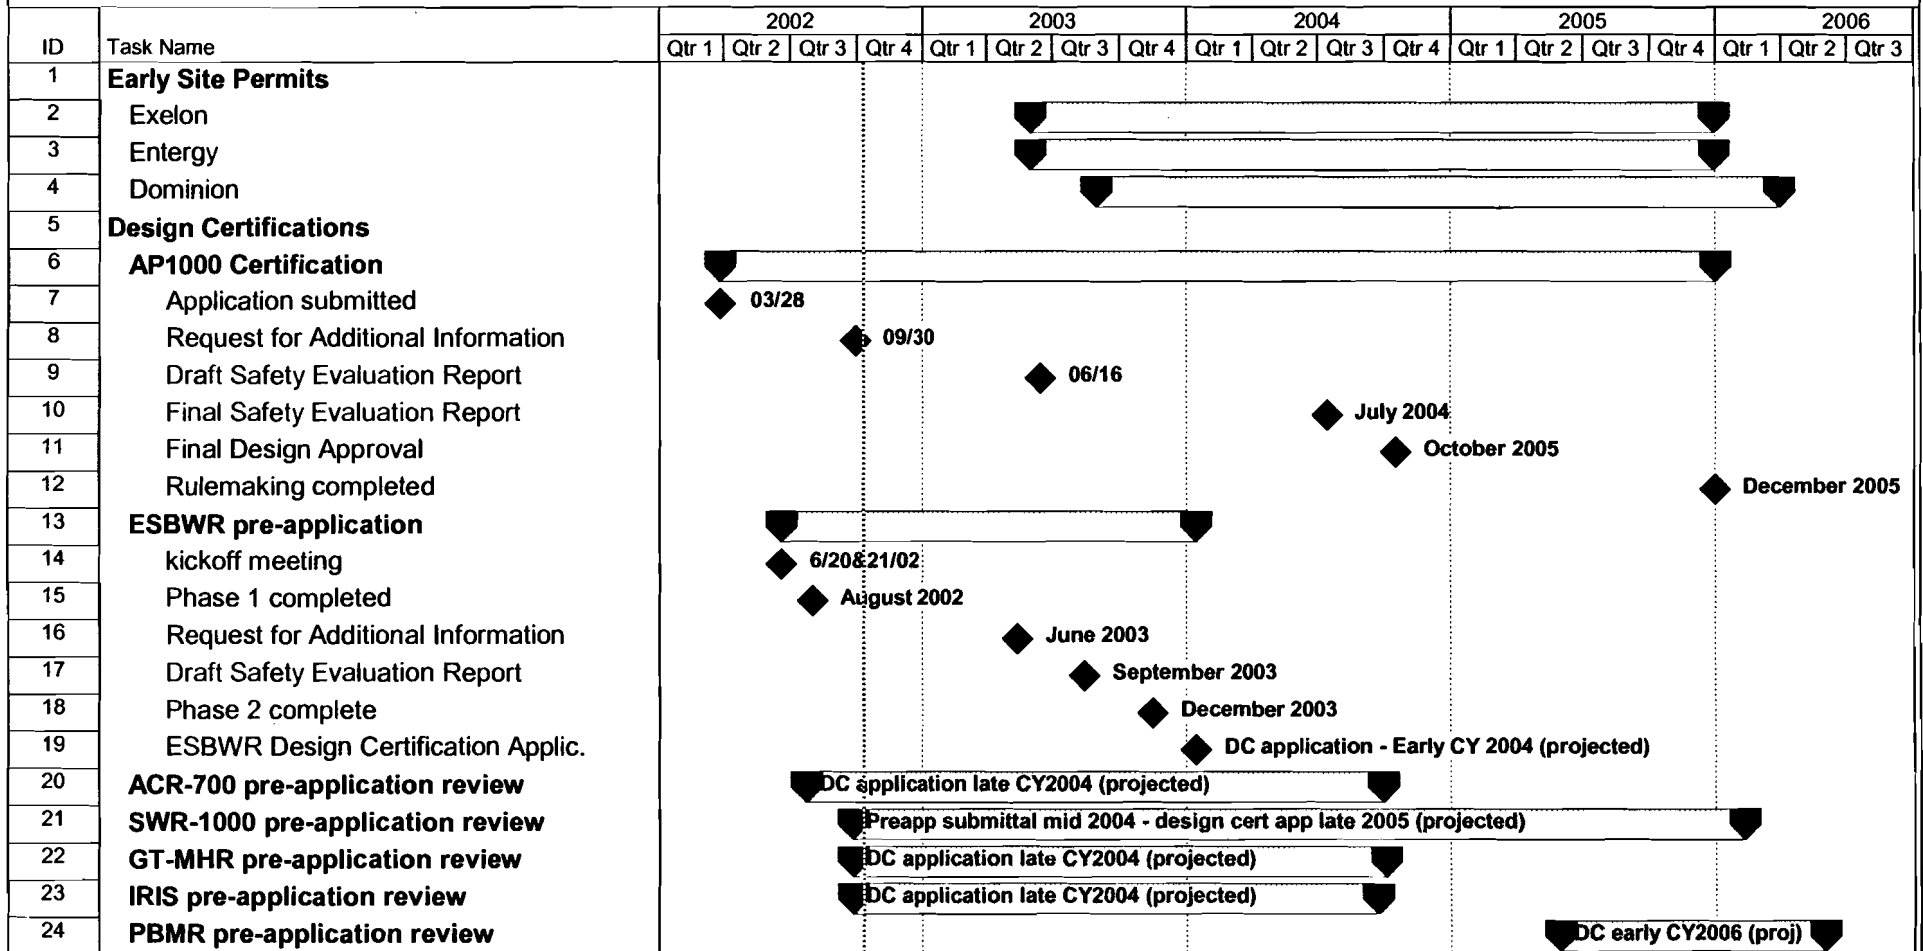 2002 2003 2004 2005 2006
ID Task Name Qtr 1 Qtr 2 Qtr 3 Qtr 4 Qtr 1 Qtr 2 Qtr 3 Qtr 4 Qtr 1 Qtr 2 Qtr 3 Qtr 4 Qtr 1 Qtr 2 Qtr 3 Qtr 4 Qtr 1 Qtr 2 Qtr 3
1 Early Site Permits
2 Exelon
3 Entergy
4 Dominion
5 Design Certifications
6 AP1000 Certification
7 Application submitted 03/28
8 Request for Additional Information 09/30
9 Draft Safety Evaluation Report 06/16
10 Final Safety Evaluation Report July 2004
11 Final Design Approval October 2005
12 Rulemaking completed December 2005
13 ESBWR pre-application
14 kickoff meeting 6/20&21/02
15 Phase 1 completed August 2002
16 Request for Additional Information June 2003
17 Draft Safety Evaluation Report September 2003
18 Phase 2 complete December 2003
19 ESBWR Design Certification Applic. DC application - Early CY 2004 (projected)
20 ACR-700 pre-application review DC application late CY2004 (projected)
21 SWR-1000 pre-application review Preapp submittal mid 2004 - design cert app late 2005 (projected)
22 GT-MHR pre-application review DC application late CY2004 (projected)
23 IRIS pre-application review DC application late CY2004 (projected)
24 PBMR pre-application review DC early CY2006 (proj)